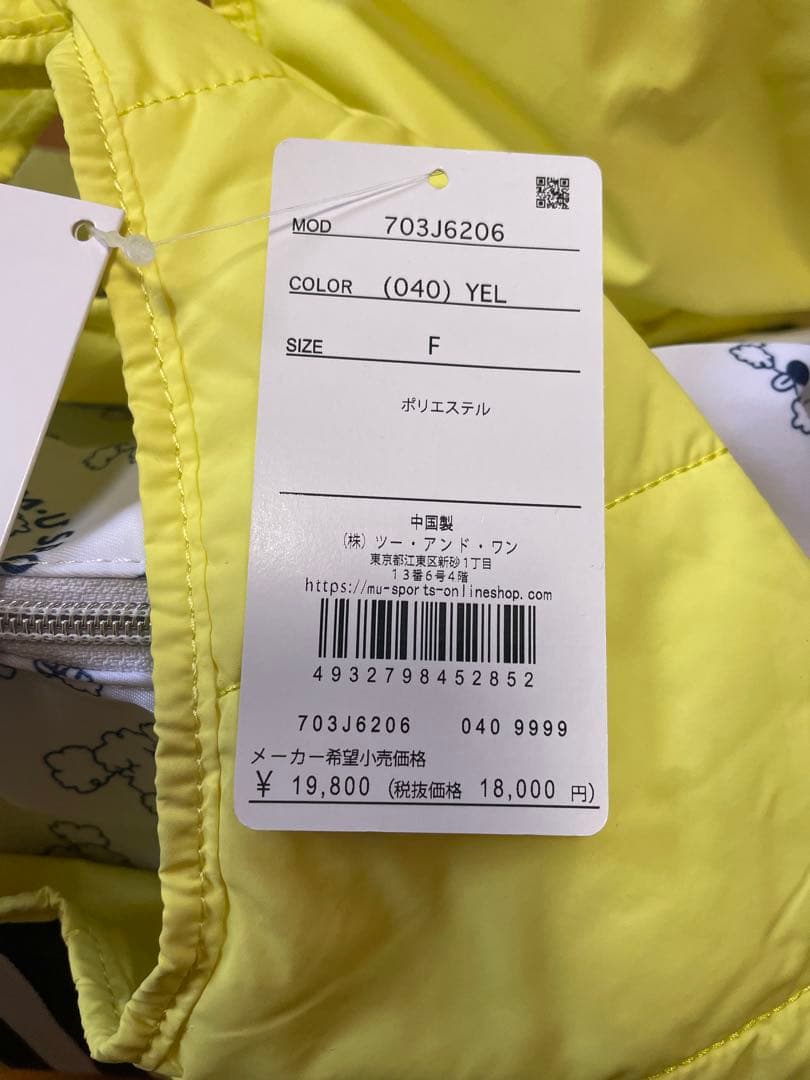 MOD 703J6206
COLOR (040) YEL
SIZE F
ポリエステル
中国製
(株) ツー・アンド・ワン
東京都江東区新砂1丁目
13番6号4階
https://mu-sports-onlineshop.com
4932798452852
703J6206 040 9999
メーカー希望小売価格
¥ 19,800 (税抜価格 18,000 円)